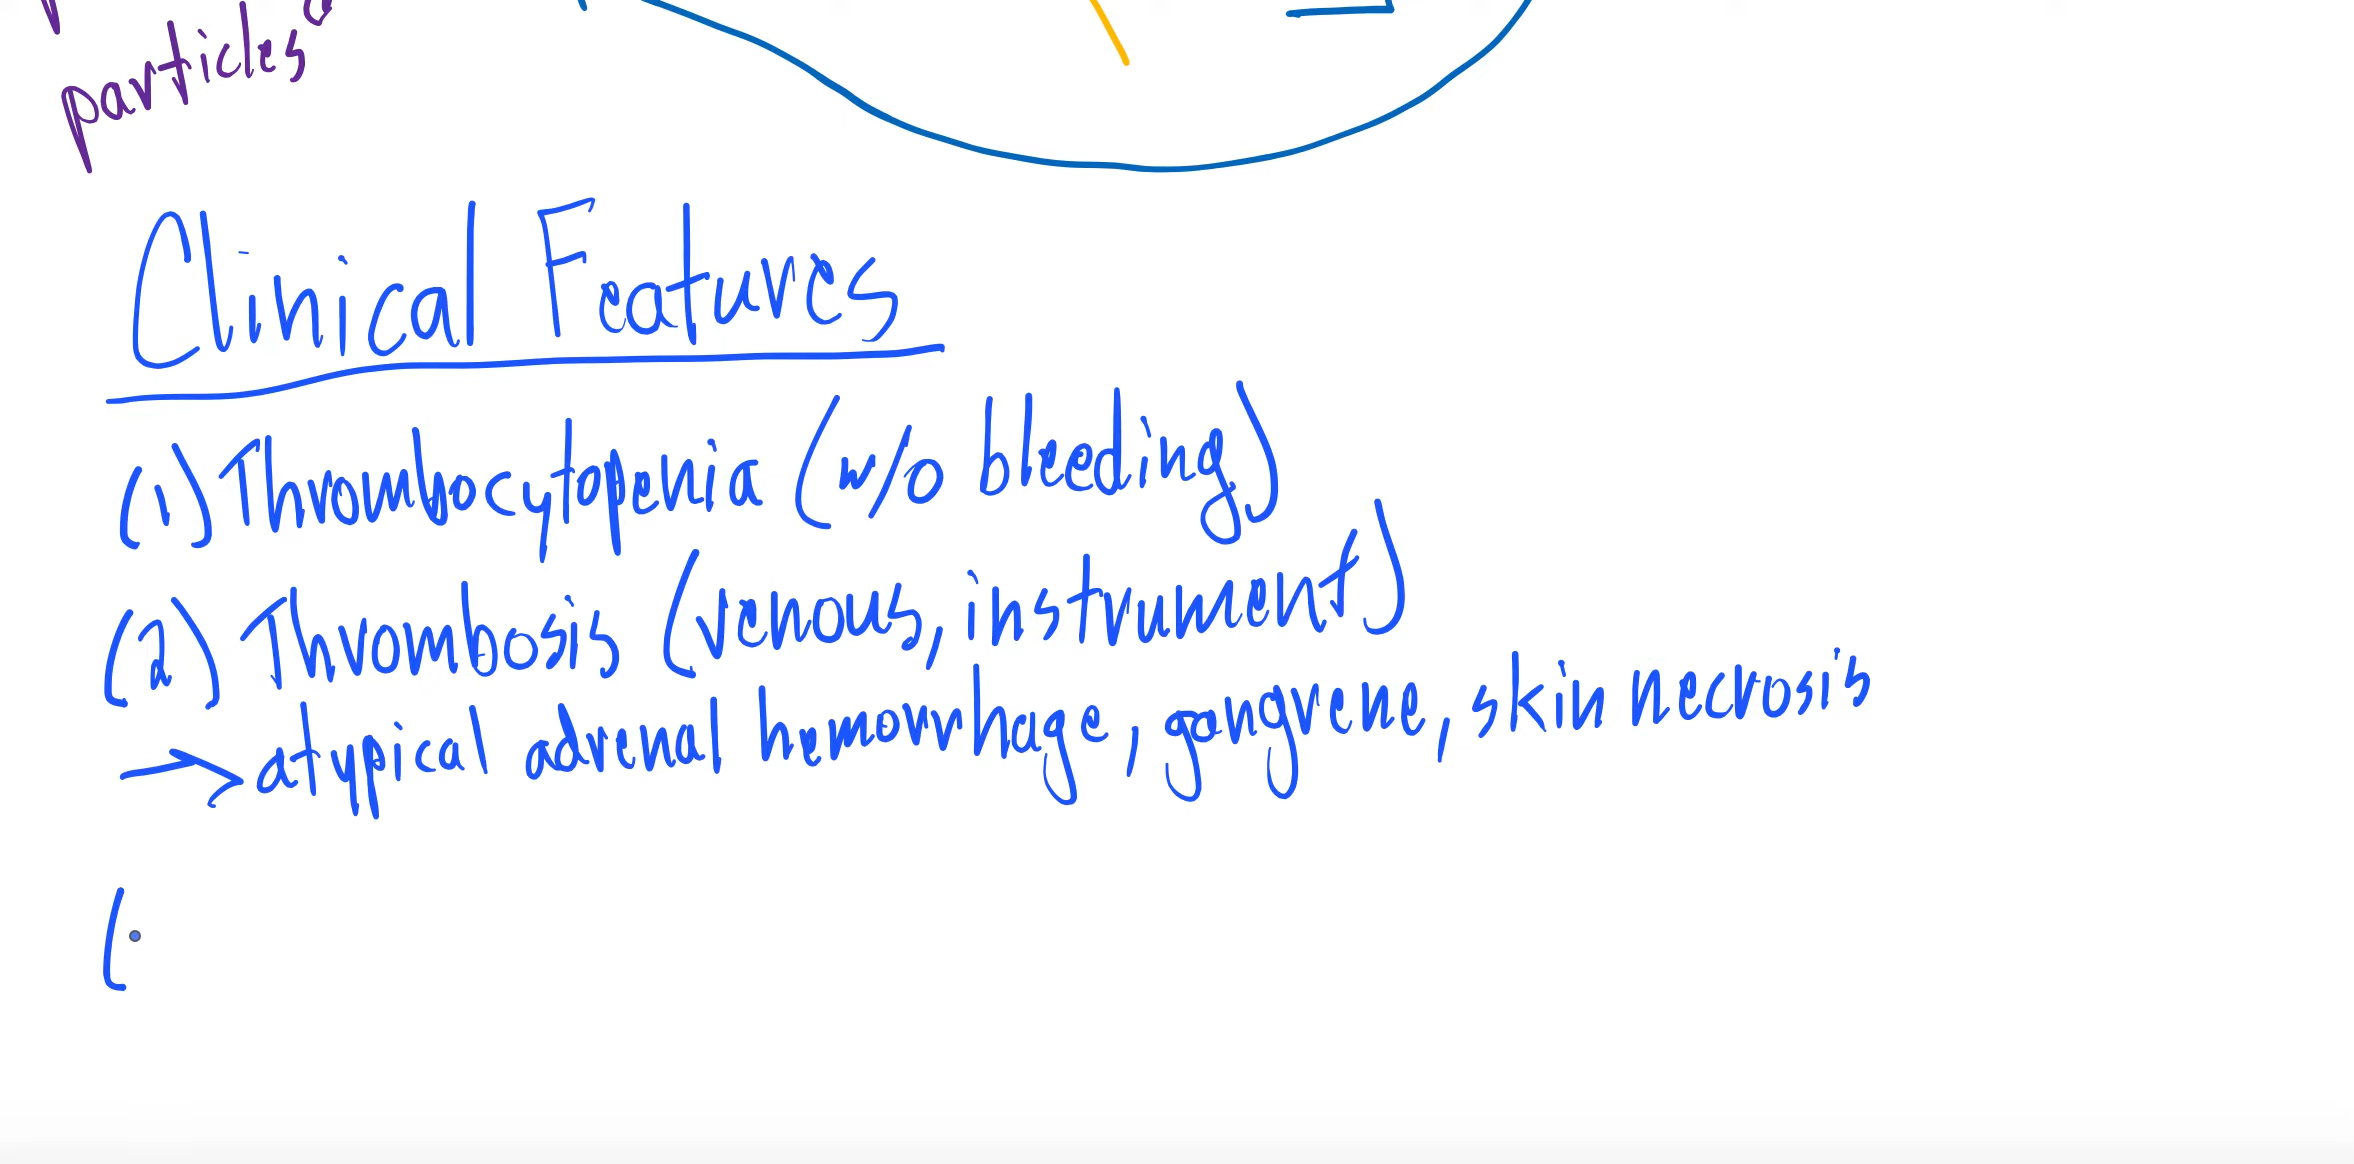 particles
Clinical Features
(1) Thrombocytopenia (w/o bleeding)
(2) Thrombosis (venous, instrument)
→ atypical adrenal hemorrhage, gangrene, skin necrosis
(